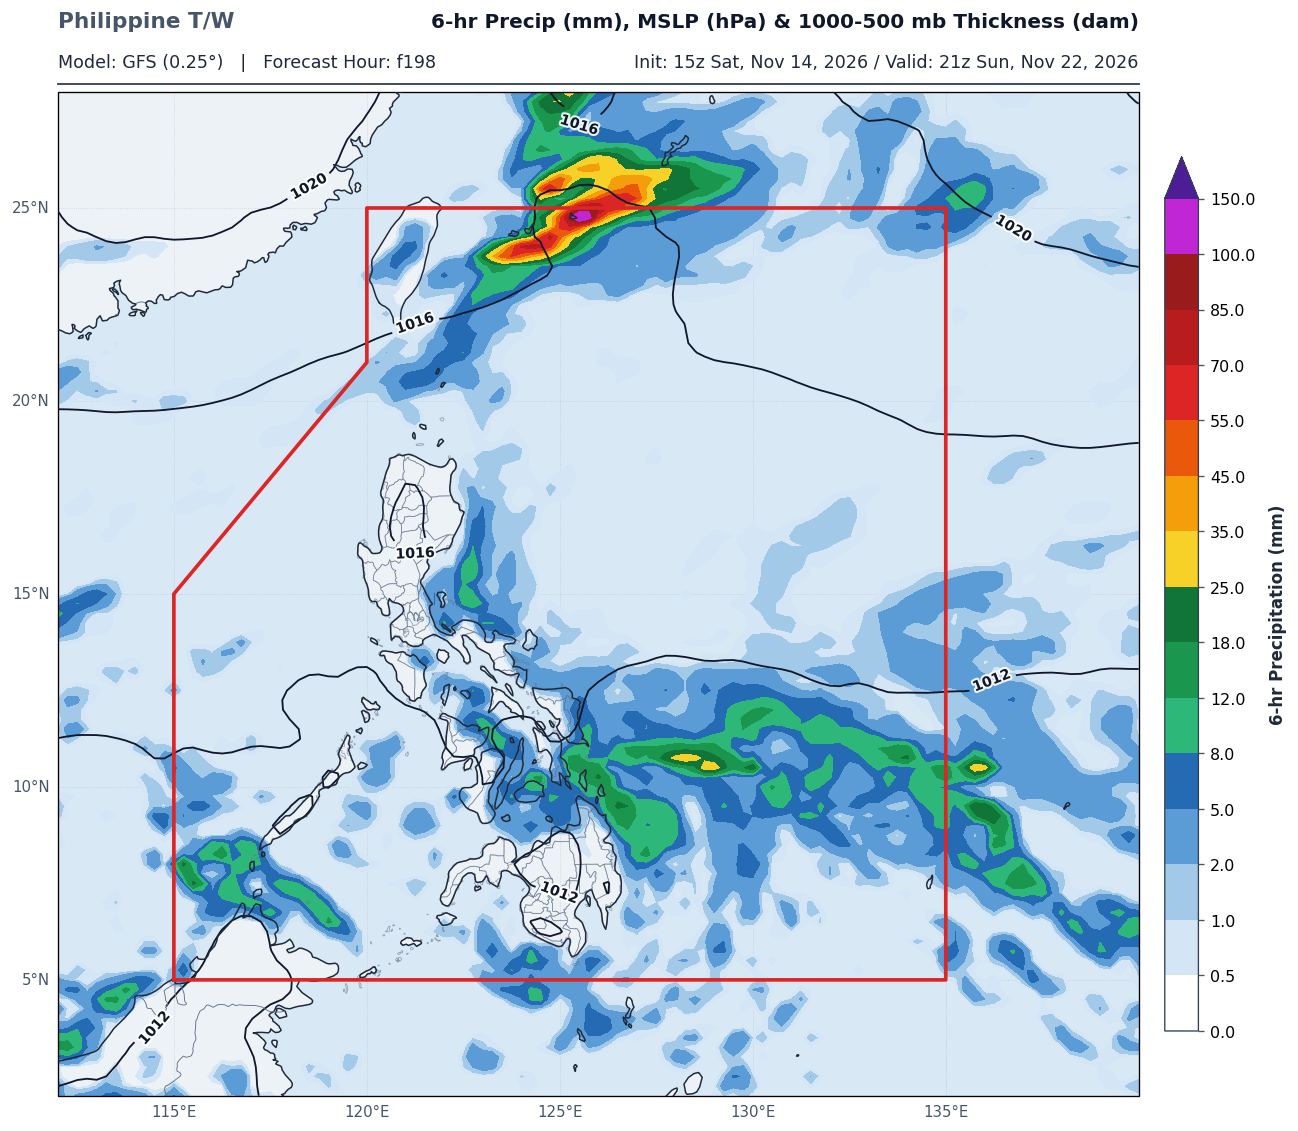 Philippine T/W
6-hr Precip (mm), MSLP (hPa) & 1000-500 mb Thickness (dam)
Model: GFS (0.25°) | Forecast Hour: f198
Init: 15z Sat, Nov 14, 2026 / Valid: 21z Sun, Nov 22, 2026
1016
1020
1020
1016
1016
1012
1012
1012
25°N
20°N
15°N
10°N
5°N
115°E
120°E
125°E
130°E
135°E
150.0
100.0
85.0
70.0
55.0
45.0
35.0
25.0
18.0
12.0
8.0
5.0
2.0
1.0
0.5
0.0
6-hr Precipitation (mm)